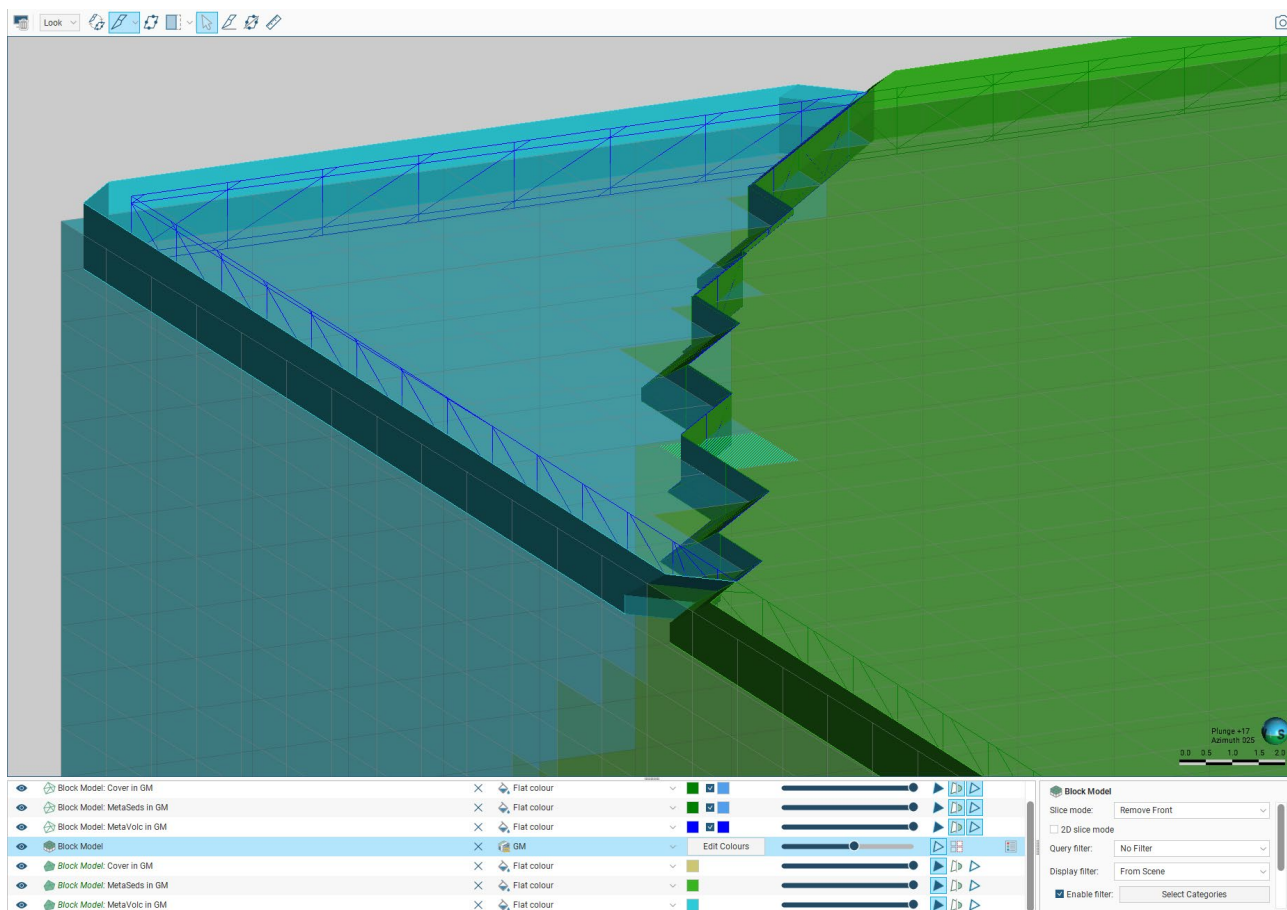 Look
Plunge +17
Azimuth 025
0.0 0.5 1.0 1.5 2.0
Block Model: Cover in GM Flat colour
Block Model: MetaSeds in GM Flat colour
Block Model: MetaVolc in GM Flat colour
Block Model GM Edit Colours
Block Model: Cover in GM Flat colour
Block Model: MetaSeds in GM Flat colour
Block Model: MetaVolc in GM Flat colour
Block Model
Slice mode: Remove Front
2D slice mode
Query filter: No Filter
Display filter: From Scene
Enable filter: Select Categories